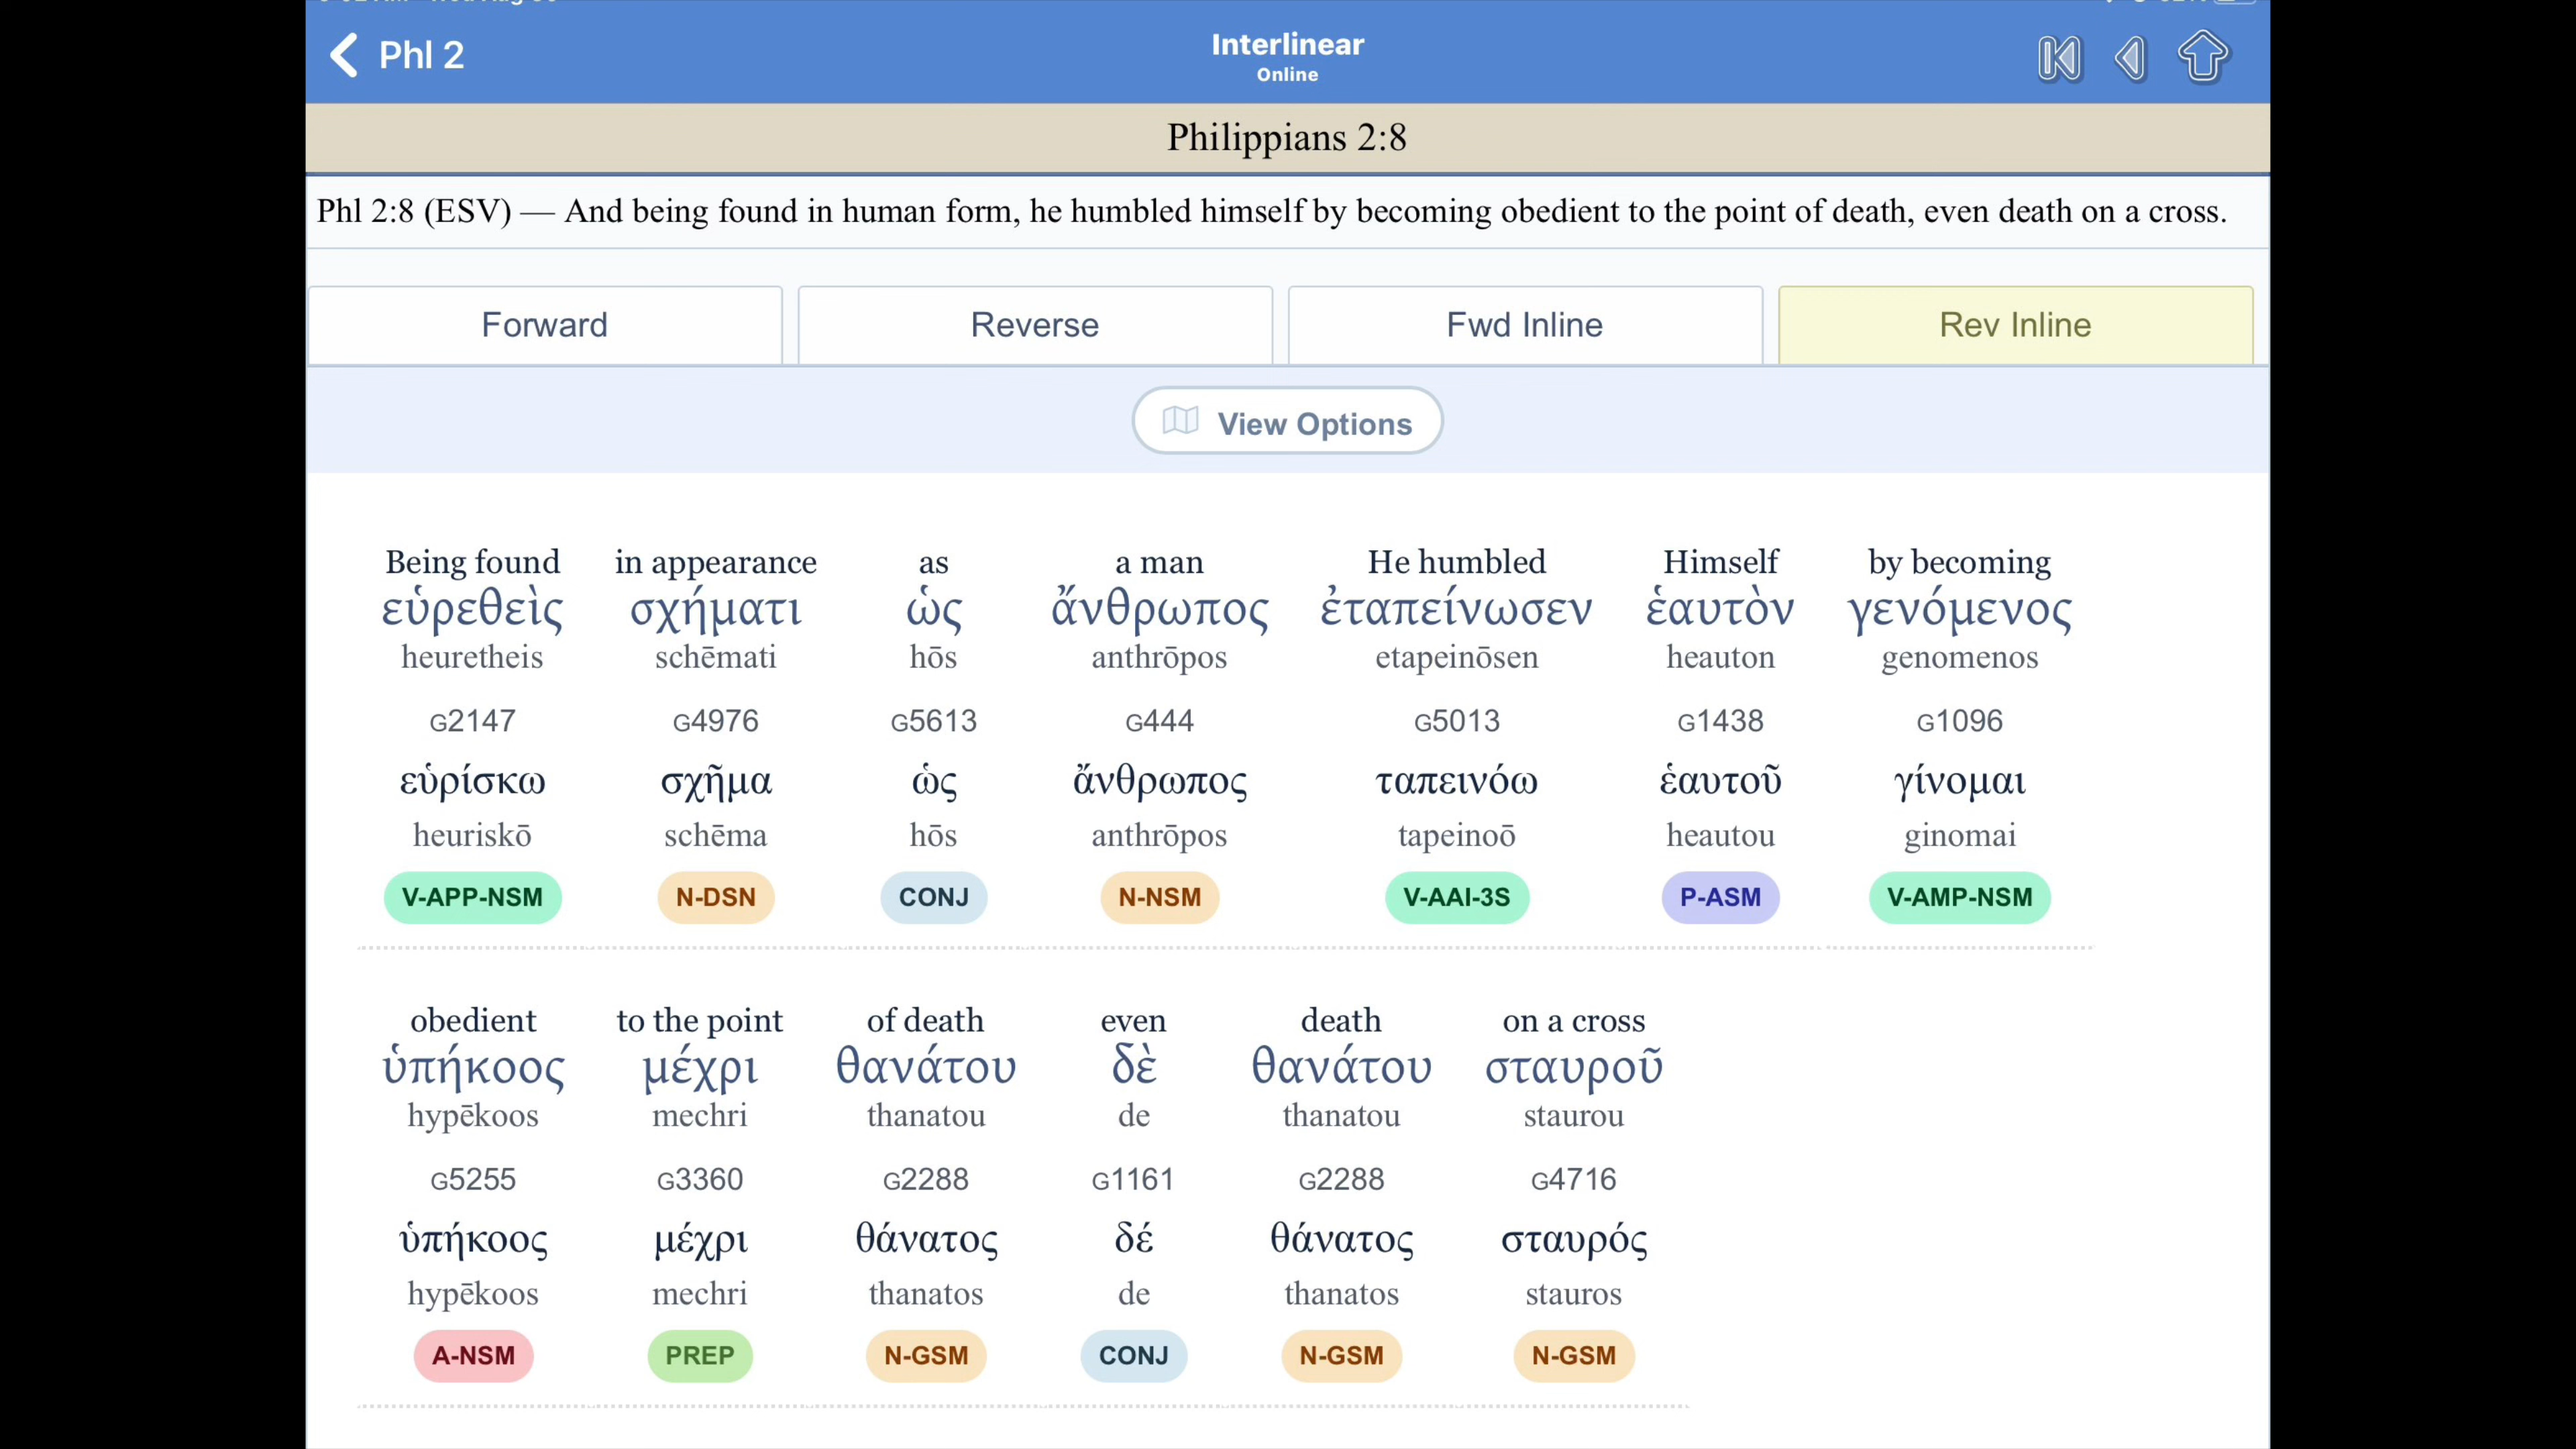 Phl 2
Interlinear
Online
Philippians 2:8
Phl 2:8 (ESV) — And being found in human form, he humbled himself by becoming obedient to the point of death, even death on a cross.
Forward Reverse Fwd Inline Rev Inline
View Options
Being found in appearance as a man He humbled Himself by becoming
εὑρεθεὶς σχήματι ὡς ἄνθρωπος ἐταπείνωσεν ἑαυτὸν γενόμενος
heuretheis schēmati hōs anthrōpos etapeinōsen heauton genomenos
G2147 G4976 G5613 G444 G5013 G1438 G1096
εὑρίσκω σχῆμα ὡς ἄνθρωπος ταπεινόω ἑαυτοῦ γίνομαι
heuriskō schēma hōs anthrōpos tapeinoō heautou ginomai
V-APP-NSM N-DSN CONJ N-NSM V-AAI-3S P-ASM V-AMP-NSM
obedient to the point of death even death on a cross
ὑπήκοος μέχρι θανάτου δὲ θανάτου σταυροῦ
hypēkoos mechri thanatou de thanatou staurou
G5255 G3360 G2288 G1161 G2288 G4716
ὑπήκοος μέχρι θάνατος δέ θάνατος σταυρός
hypēkoos mechri thanatos de thanatos stauros
A-NSM PREP N-GSM CONJ N-GSM N-GSM